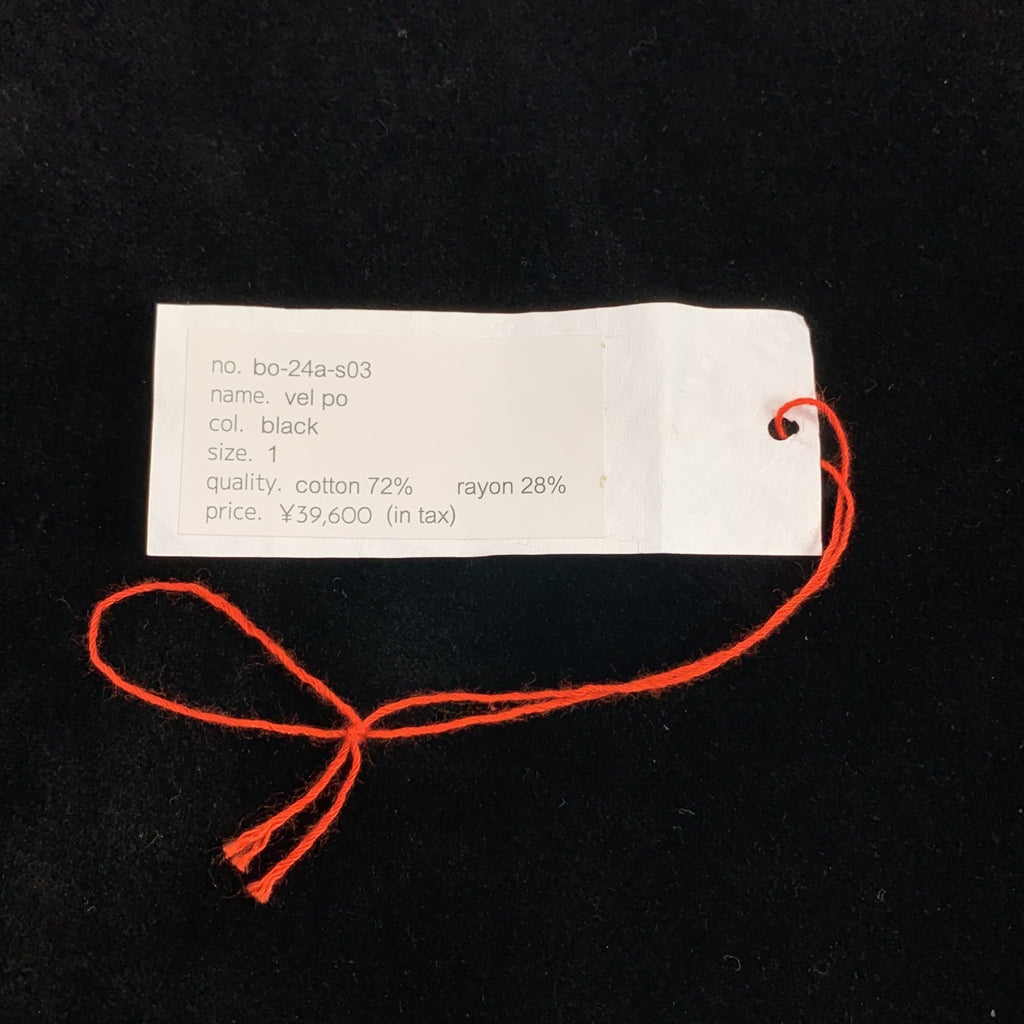 no. bo-24a-s03
name. vel po
col. black
size. 1
quality. cotton 72% rayon 28%
price. ¥39,600 (in tax)